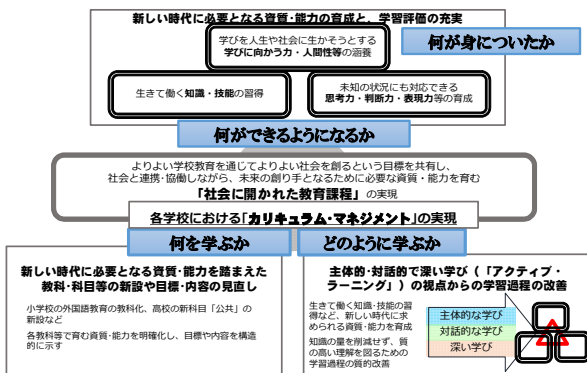 新しい時代に必要となる資質・能力の育成と、学習評価の充実
学びを人生や社会に生かそうとする
学びに向かう力・人間性等の涵養
何が身についたか
生きて働く知識・技能の習得
未知の状況にも対応できる
思考力・判断力・表現力等の育成
何ができるようになるか
よりよい学校教育を通じてよりよい社会を創るという目標を共有し、
社会と連携・協働しながら、未来の創り手となるために必要な資質・能力を育む
「社会に開かれた教育課程」の実現
各学校における「カリキュラム・マネジメント」の実現
何を学ぶか
どのように学ぶか
新しい時代に必要となる資質・能力を踏まえた
教科・科目等の新設や目標・内容の見直し
小学校の外国語教育の教科化、高校の新科目「公共」の
新設など
各教科等で育む資質・能力を明確化し、目標や内容を構造
的に示す
主体的・対話的で深い学び(「アクティブ・
ラーニング」)の視点からの学習過程の改善
生きて働く知識・技能の習
得など、新しい時代に求
められる資質・能力を育成
知識の量を削減せず、質
の高い理解を図るための
学習過程の質的改善
主体的な学び
対話的な学び
深い学び